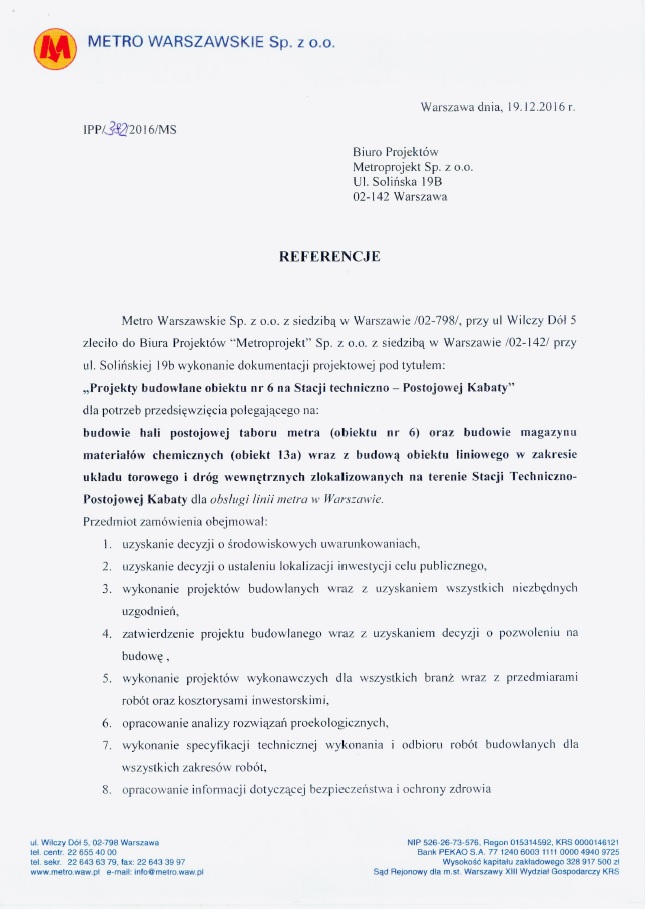 METRO WARSZAWSKIE Sp. z o.o.
Warszawa dnia, 19.12.2016 r.
IPP/382/2016/MS
Biuro Projektów
Metroprojekt Sp. z o.o.
Ul. Solińska 19B
02-142 Warszawa
REFERENCJE
Metro Warszawskie Sp. z o.o. z siedzibą w Warszawie /02-798/, przy ul Wilczy Dół 5
zleciło do Biura Projektów “Metroprojekt” Sp. z o.o. z siedzibą w Warszawie /02-142/ przy
ul. Solińskiej 19b wykonanie dokumentacji projektowej pod tytułem:
„Projekty budowlane obiektu nr 6 na Stacji techniczno – Postojowej Kabaty”
dla potrzeb przedsięwzięcia polegającego na:
budowie hali postojowej taboru metra (obiektu nr 6) oraz budowie magazynu
materiałów chemicznych (obiekt 13a) wraz z budową obiektu liniowego w zakresie
układu torowego i dróg wewnętrznych zlokalizowanych na terenie Stacji Techniczno-
Postojowej Kabaty dla obsługi linii metra w Warszawie.
Przedmiot zamówienia obejmował:
1. uzyskanie decyzji o środowiskowych uwarunkowaniach,
2. uzyskanie decyzji o ustaleniu lokalizacji inwestycji celu publicznego,
3. wykonanie projektów budowlanych wraz z uzyskaniem wszystkich niezbędnych
uzgodnień,
4. zatwierdzenie projektu budowlanego wraz z uzyskaniem decyzji o pozwoleniu na
budowę ,
5. wykonanie projektów wykonawczych dla wszystkich branż wraz z przedmiarami
robót oraz kosztorysami inwestorskimi,
6. opracowanie analizy rozwiązań proekologicznych,
7. wykonanie specyfikacji technicznej wykonania i odbioru robót budowlanych dla
wszystkich zakresów robót,
8. opracowanie informacji dotyczącej bezpieczeństwa i ochrony zdrowia
ul. Wilczy Dół 5, 02-798 Warszawa
tel. centr. 22 655 40 00
tel. sekr. 22 643 63 79, fax: 22 643 39 97
www.metro.waw.pl e-mail: info@metro.waw.pl
NIP 526-26-73-576, Regon 015314592, KRS 0000146121
Bank PEKAO S.A. 77 1240 6003 1111 0000 4940 9725
Wysokość kapitału zakładowego 328 917 500 zł
Sąd Rejonowy dla m.st. Warszawy XIII Wydział Gospodarczy KRS